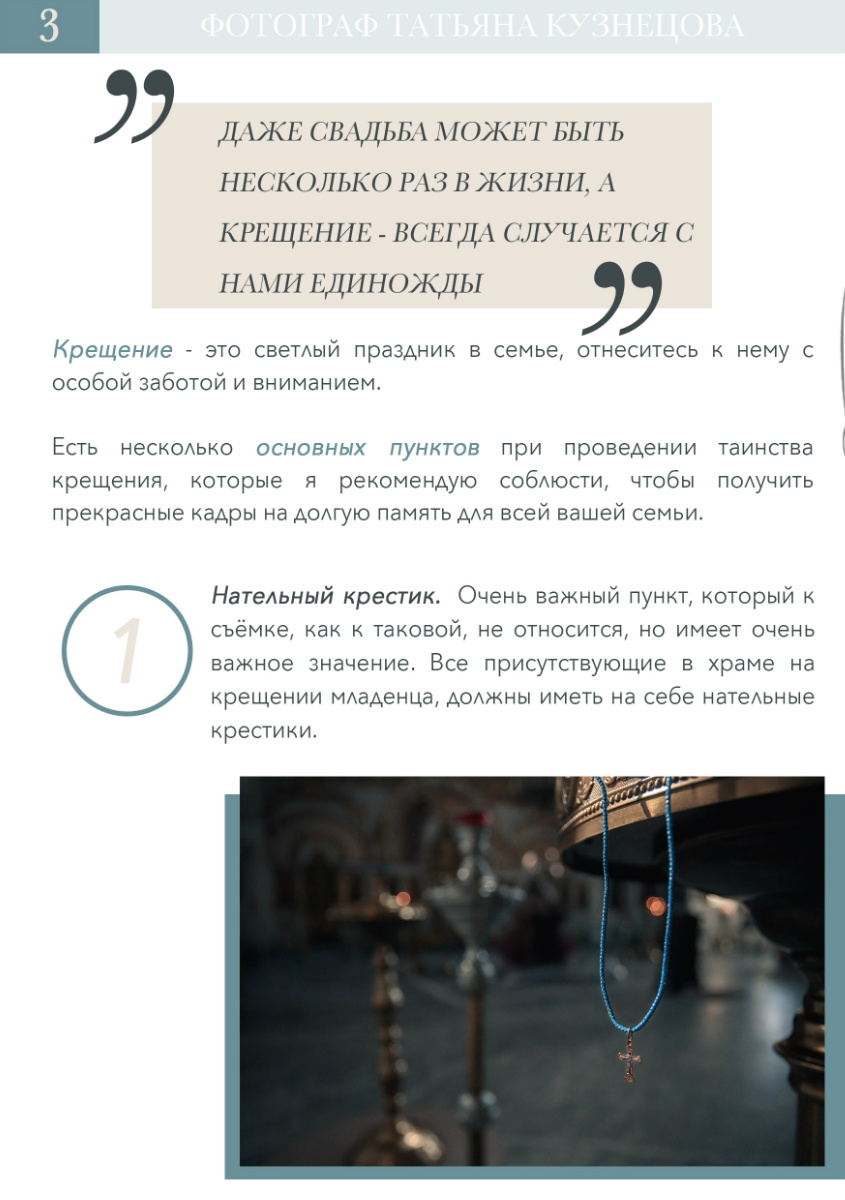 3
ФОТОГРАФ ТАТЬЯНА КУЗНЕЦОВА
ДАЖЕ СВАДЬБА МОЖЕТ БЫТЬ
НЕСКОЛЬКО РАЗ В ЖИЗНИ, А
КРЕЩЕНИЕ - ВСЕГДА СЛУЧАЕТСЯ С
НАМИ ЕДИНОЖДЫ
Крещение - это светлый праздник в семье, отнеситесь к нему с
особой заботой и вниманием.
Есть несколько основных пунктов при проведении таинства
крещения, которые я рекомендую соблюсти, чтобы получить
прекрасные кадры на долгую память для всей вашей семьи.
1
Нательный крестик. Очень важный пункт, который к
съёмке, как к таковой, не относится, но имеет очень
важное значение. Все присутствующие в храме на
крещении младенца, должны иметь на себе нательные
крестики.